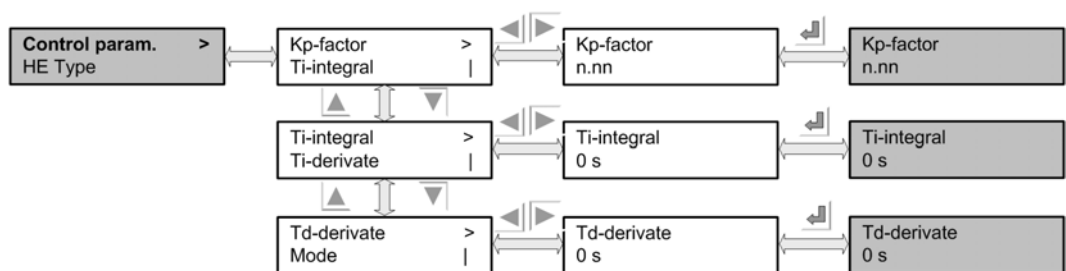 Control param. >
HE Type
Kp-factor >
Ti-integral |
Kp-factor
n.nn
Kp-factor
n.nn
Ti-integral >
Ti-derivate |
Ti-integral
0 s
Ti-integral
0 s
Td-derivate >
Mode |
Td-derivate
0 s
Td-derivate
0 s